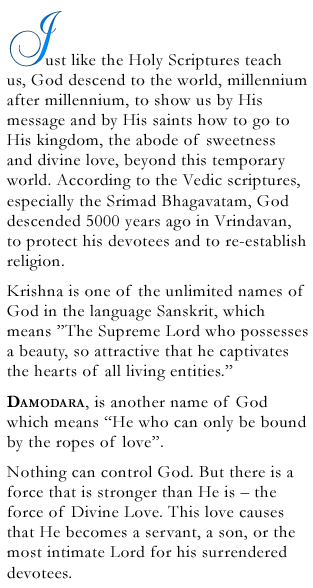 Just like the Holy Scriptures teach
us, God descend to the world, millennium
after millennium, to show us by His
message and by His saints how to go to
His kingdom, the abode of sweetness
and divine love, beyond this temporary
world. According to the Vedic scriptures,
especially the Srimad Bhagavatam, God
descended 5000 years ago in Vrindavan,
to protect his devotees and to re-establish
religion.
Krishna is one of the unlimited names of
God in the language Sanskrit, which
means ”The Supreme Lord who possesses
a beauty, so attractive that he captivates
the hearts of all living entities.”
DAMODARA, is another name of God
which means “He who can only be bound
by the ropes of love”.
Nothing can control God. But there is a
force that is stronger than He is – the
force of Divine Love. This love causes
that He becomes a servant, a son, or the
most intimate Lord for his surrendered
devotees.